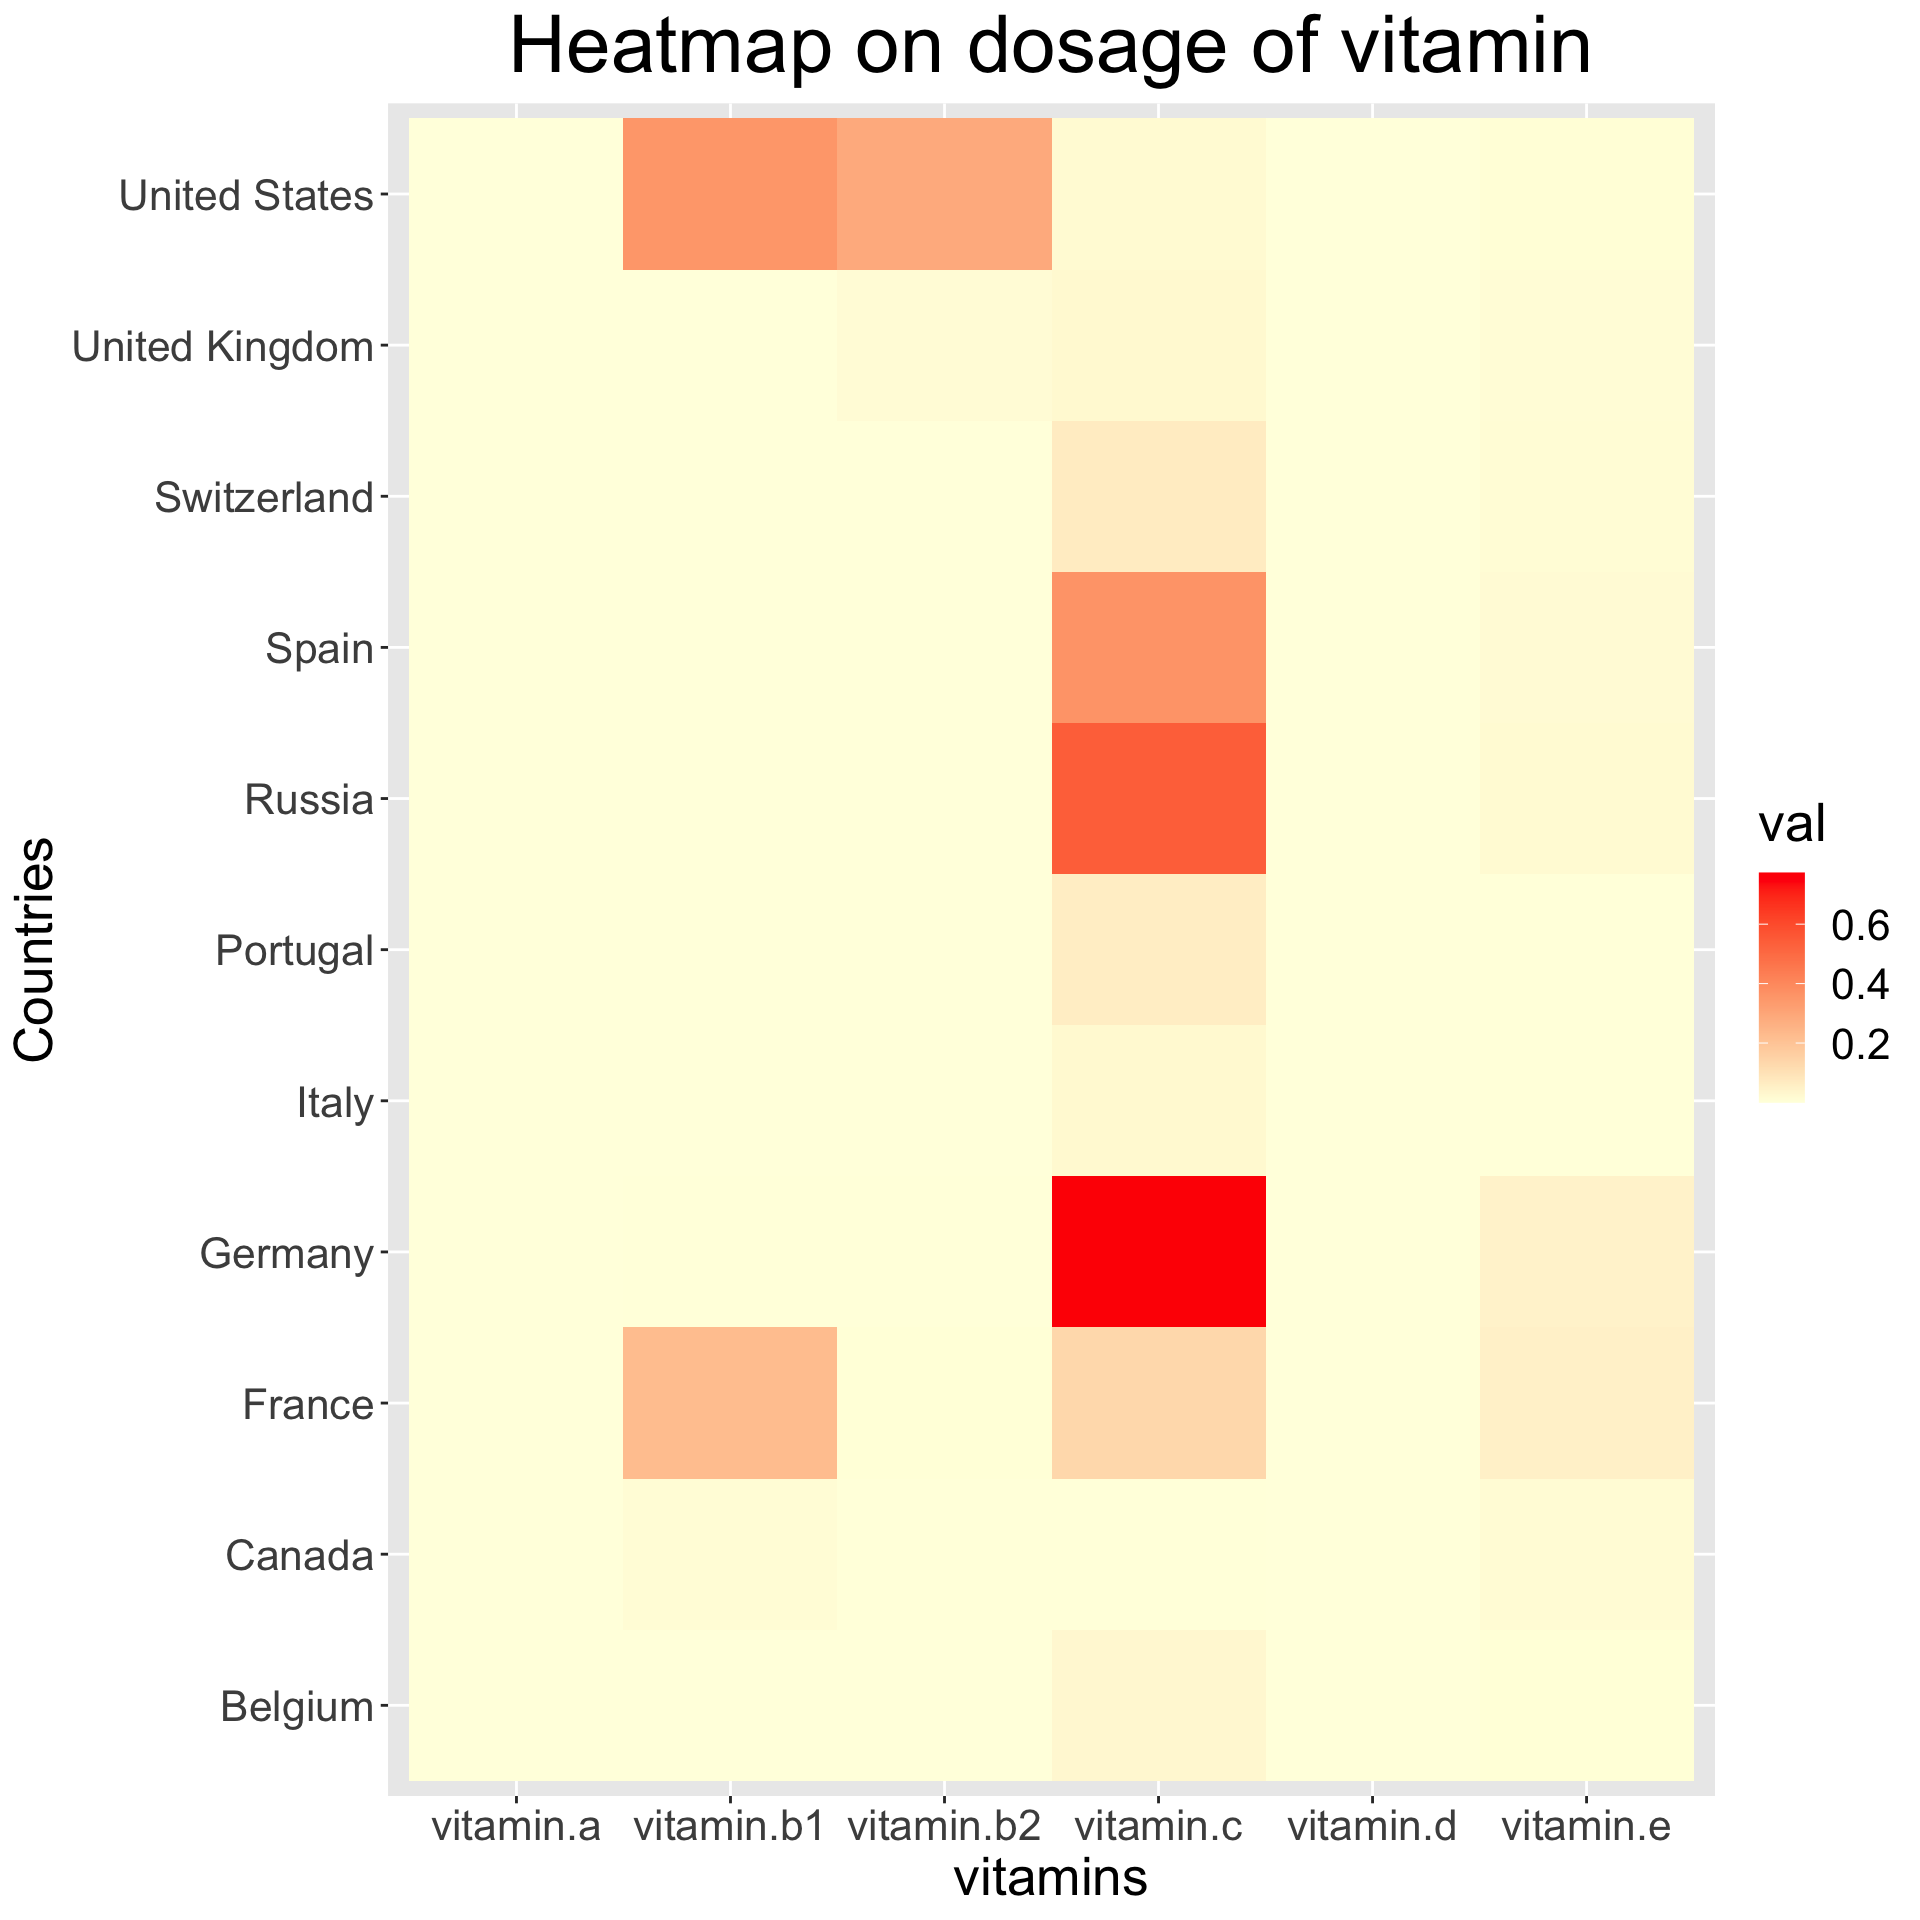 Heatmap on dosage of vitamin
Countries
United States
United Kingdom
Switzerland
Spain
Russia
Portugal
Italy
Germany
France
Canada
Belgium
vitamin.a vitamin.b1 vitamin.b2 vitamin.c vitamin.d vitamin.e
vitamins
val
0.6
0.4
0.2